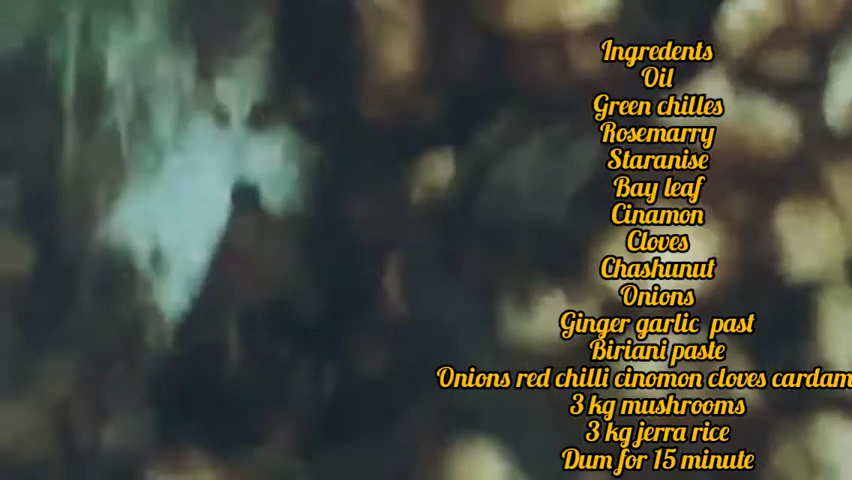 Ingredents
Oil
Green chilles
Rosemarry
Staranise
Bay leaf
Cinamon
Cloves
Chashunut
Onions
Ginger garlic past
Biriani paste
Onions red chilli cinomon cloves cardam
3 kg mushrooms
3 kg jerra rice
Dum for 15 minute